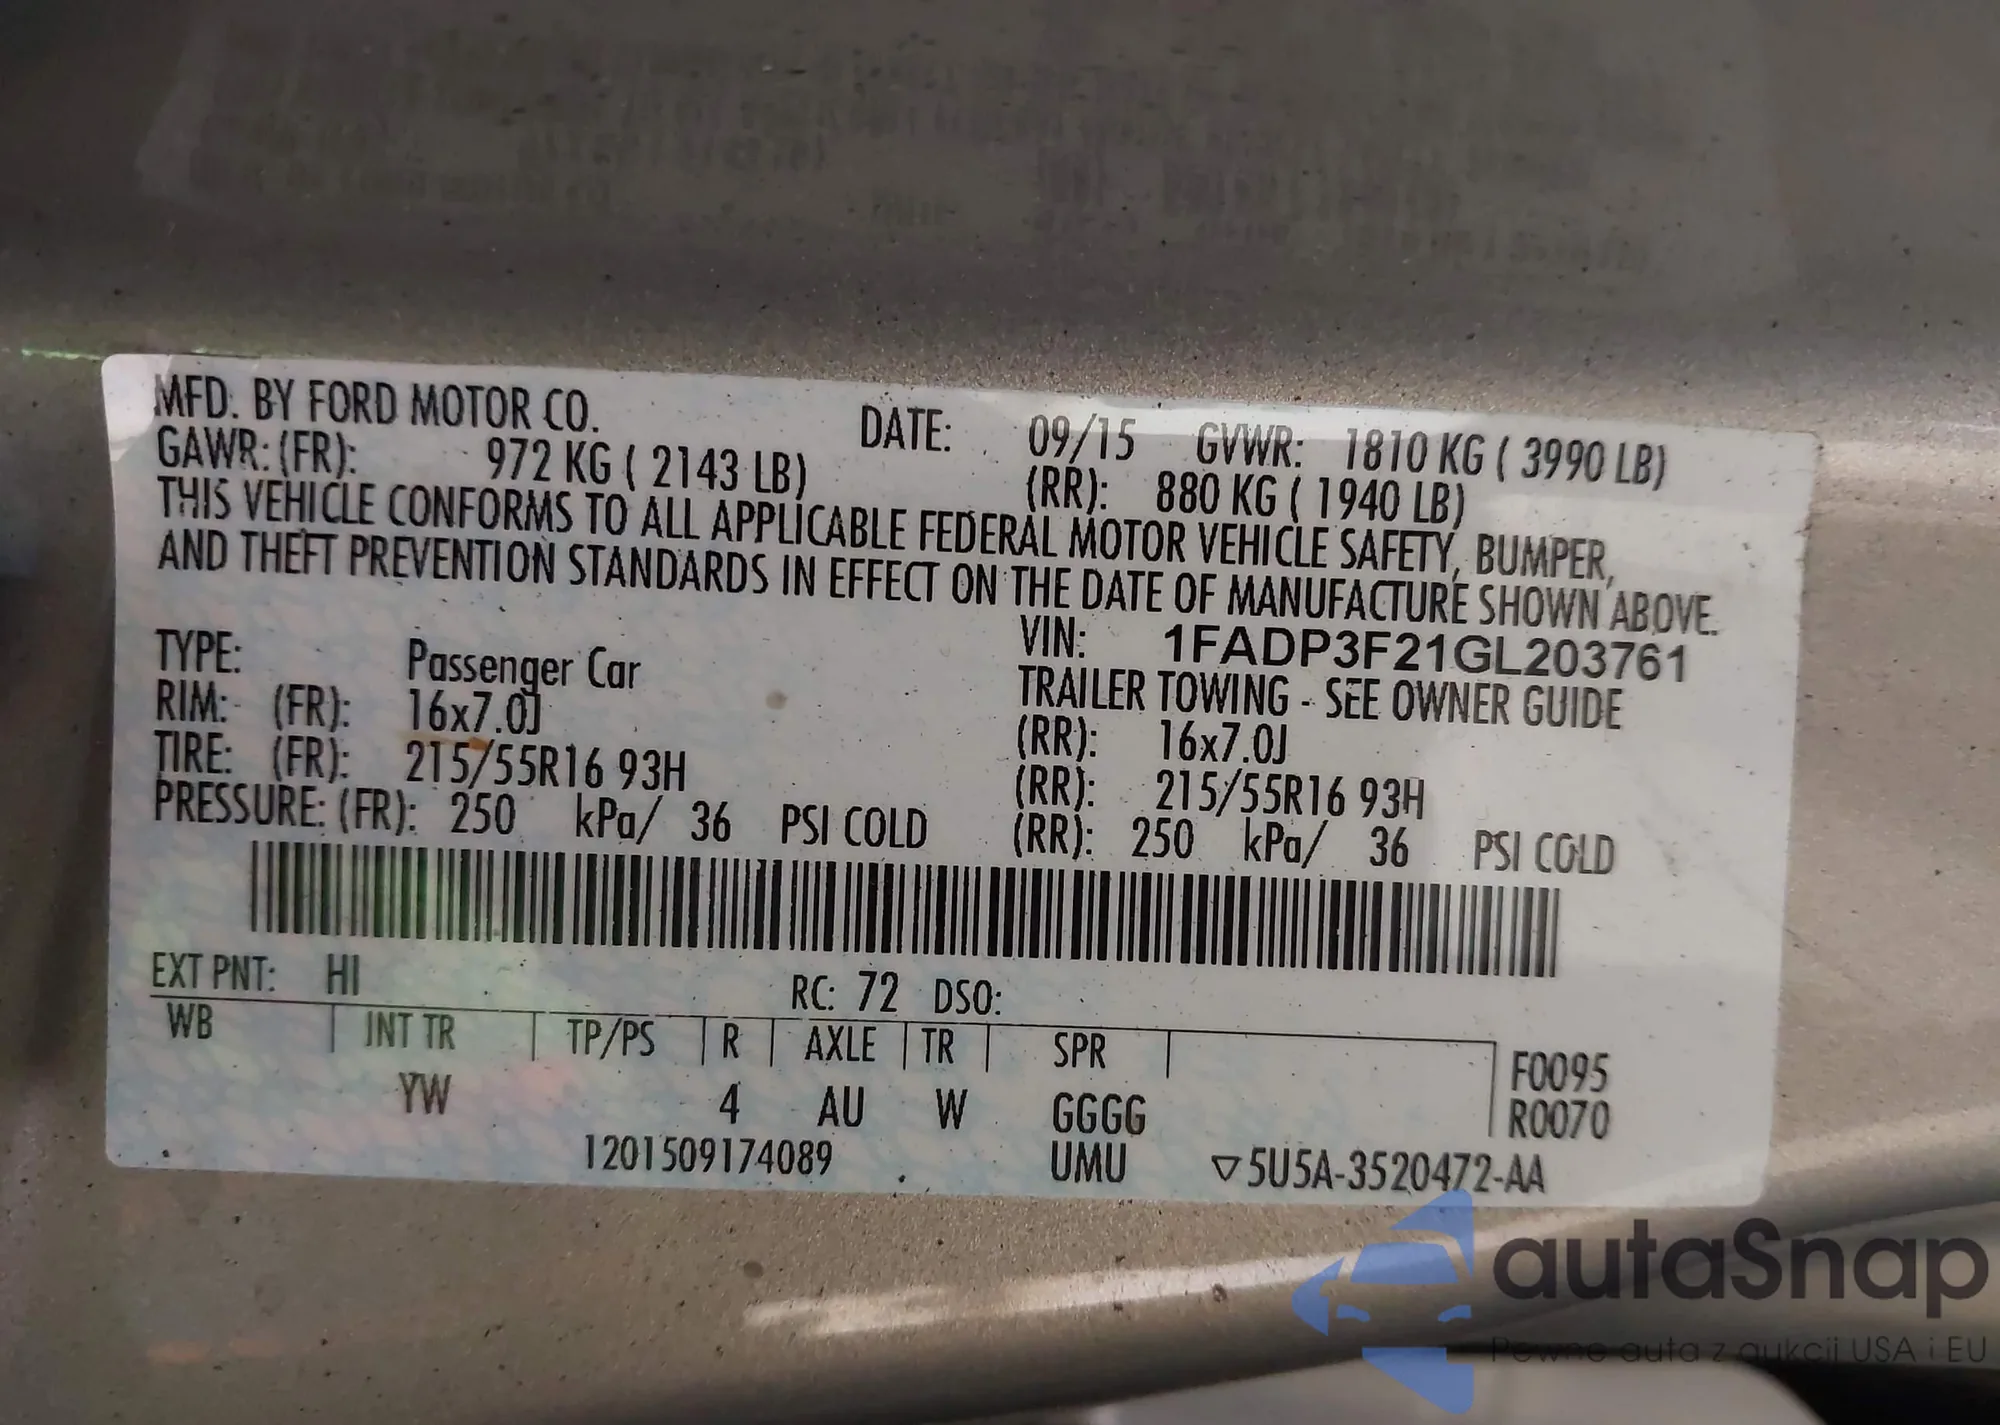 MFD. BY FORD MOTOR CO. DATE: 09/15 GVWR: 1810 KG ( 3990 LB)
GAWR: (FR): 972 KG ( 2143 LB) (RR): 880 KG ( 1940 LB)
THIS VEHICLE CONFORMS TO ALL APPLICABLE FEDERAL MOTOR VEHICLE SAFETY, BUMPER,
AND THEFT PREVENTION STANDARDS IN EFFECT ON THE DATE OF MANUFACTURE SHOWN ABOVE.
VIN: 1FADP3F21GL203761
TYPE: Passenger Car TRAILER TOWING - SEE OWNER GUIDE
RIM: (FR): 16x7.0J (RR): 16x7.0J
TIRE: (FR): 215/55R16 93H (RR): 215/55R16 93H
PRESSURE: (FR): 250 kPa/ 36 PSI COLD (RR): 250 kPa/ 36 PSI COLD
EXT PNT: HI RC: 72 DSO:
WB INT TR TP/PS R AXLE TR SPR F0095
YW 4 AU W GGGG R0070
1201509174089 UMU ▽5U5A-3520472-AA
autaSnap
Pewne auta z aukcji USA i EU